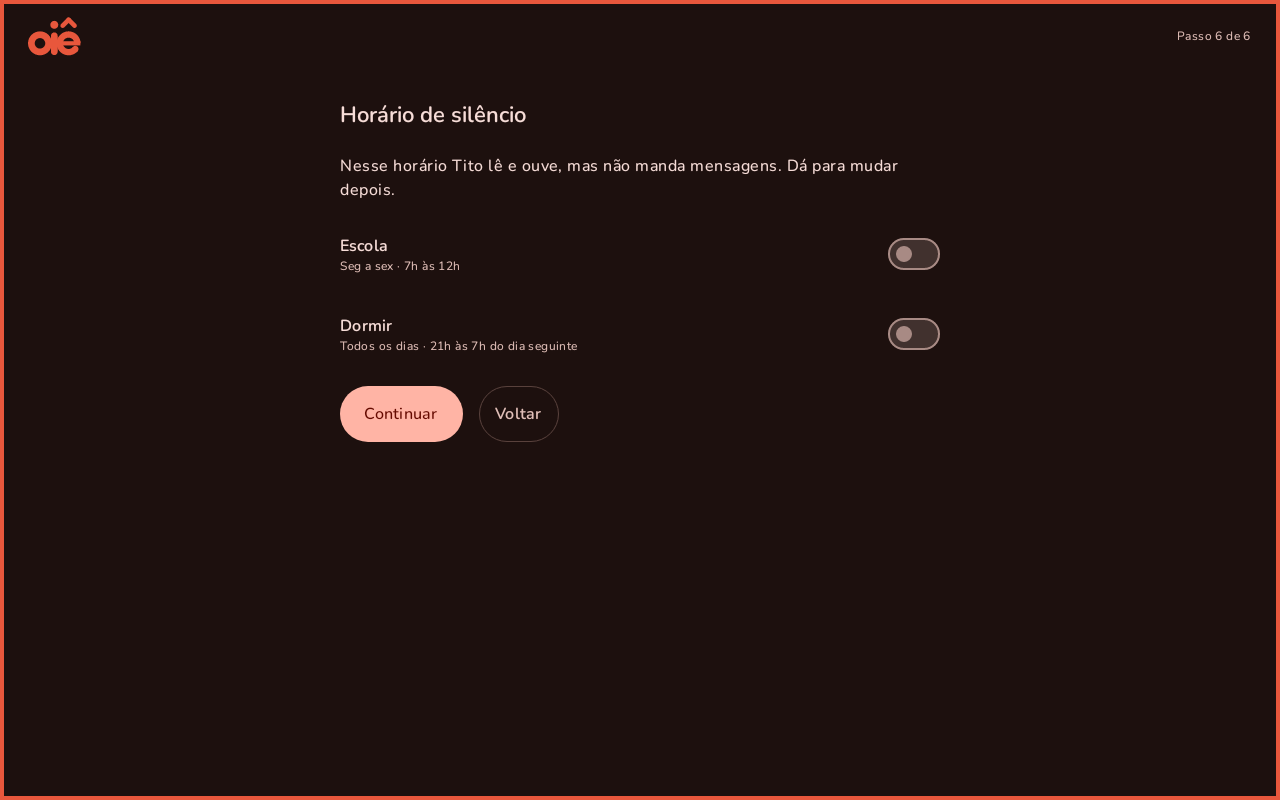 oiê
Passo 6 de 6
Horário de silêncio
Nesse horário Tito lê e ouve, mas não manda mensagens. Dá para mudar
depois.
Escola
Seg a sex · 7h às 12h
Dormir
Todos os dias · 21h às 7h do dia seguinte
Continuar
Voltar